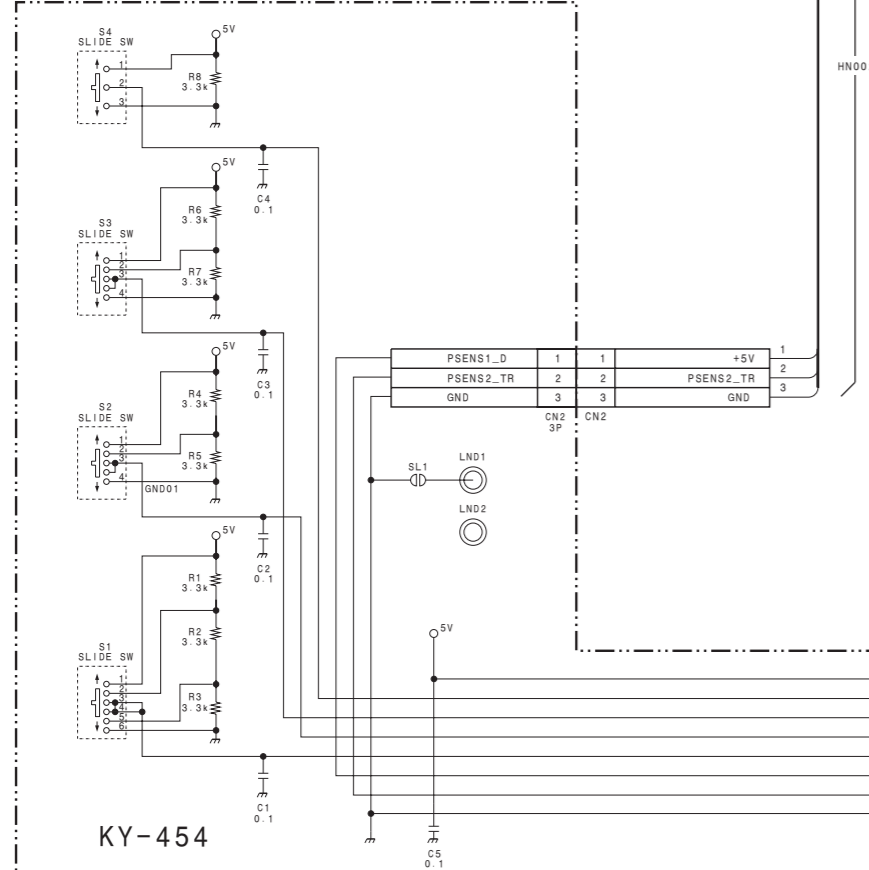 S4
SLIDE SW
1
2
3
5V
R8
3.3k
C4
0.1
HN00
S3
SLIDE SW
1
2
3
4
5V
R6
3.3k
R7
3.3k
C3
0.1
S2
SLIDE SW
1
2
3
4
GND01
5V
R4
3.3k
R5
3.3k
C2
0.1
PSENS1_D 1 1 +5V 1
PSENS2_TR 2 2 PSENS2_TR 2
GND 3 3 GND 3
CN2 CN2
3P
SL1
LND1
LND2
S1
SLIDE SW
1
2
3
4
5
6
5V
R1
3.3k
R2
3.3k
R3
3.3k
C1
0.1
5V
C5
0.1
KY-454